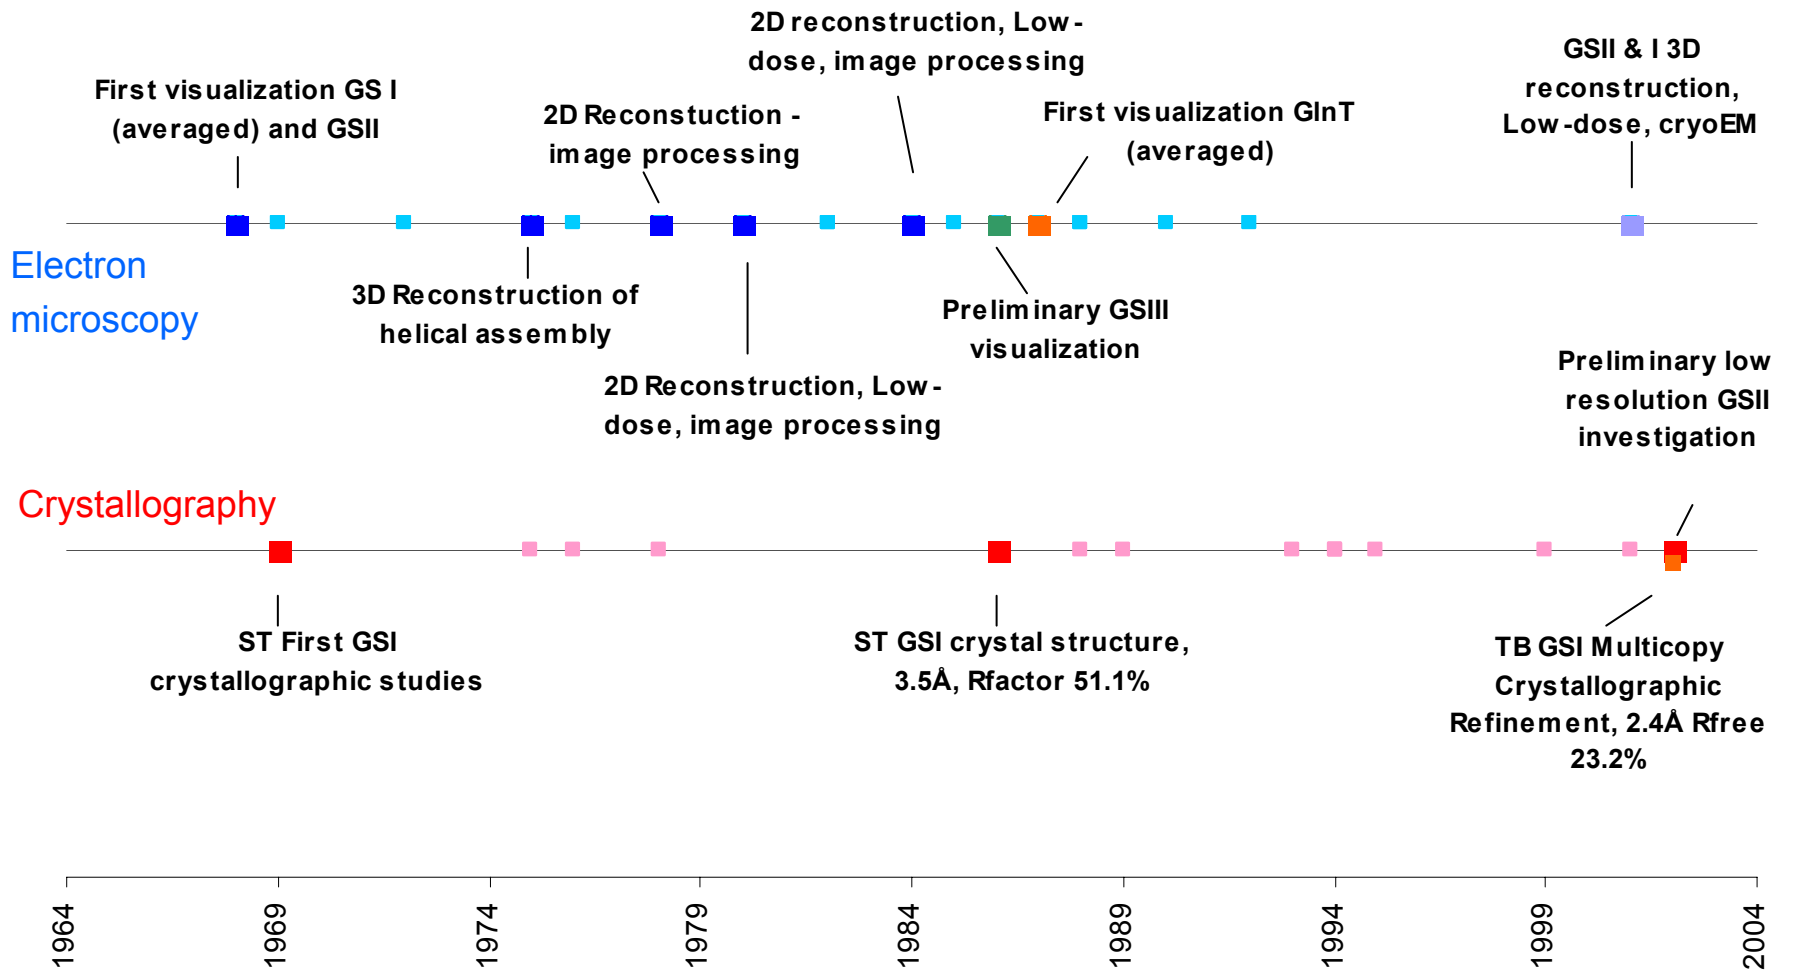 2D reconstruction, Low-
dose, image processing
GSII & I 3D
reconstruction,
Low-dose, cryoEM
First visualization GS I
(averaged) and GSII
2D Reconstuction -
image processing
First visualization GlnT
(averaged)
Electron
microscopy
3D Reconstruction of
helical assembly
Preliminary GSIII
visualization
2D Reconstruction, Low-
dose, image processing
Preliminary low
resolution GSII
investigation
Crystallography
ST First GSI
crystallographic studies
ST GSI crystal structure,
3.5Å, Rfactor 51.1%
TB GSI Multicopy
Crystallographic
Refinement, 2.4Å Rfree
23.2%
1964
1969
1974
1979
1984
1989
1994
1999
2004